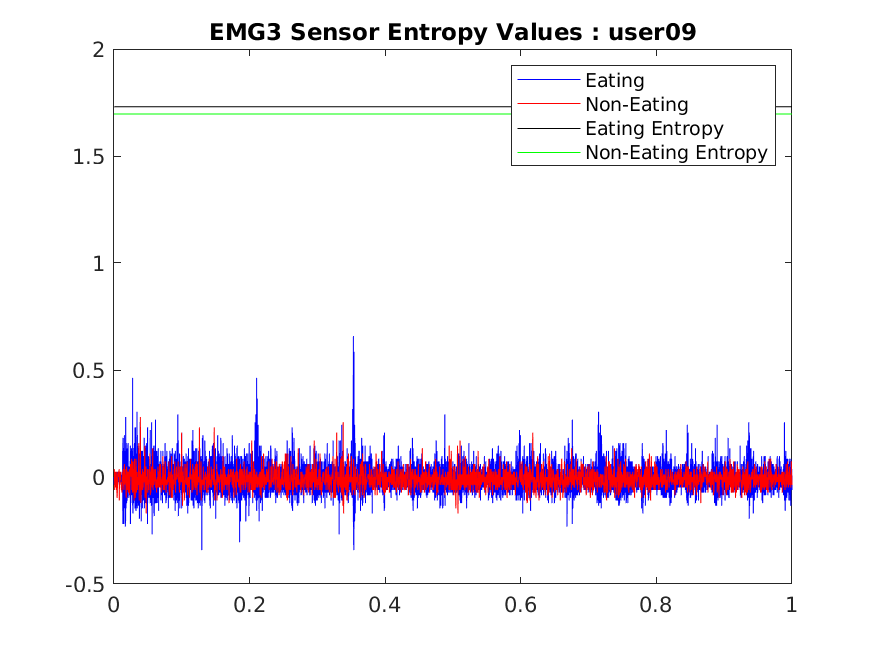 EMG3 Sensor Entropy Values : user09
2
Eating
Non-Eating
Eating Entropy
Non-Eating Entropy
1.5
1
0.5
0
-0.5
0 0.2 0.4 0.6 0.8 1